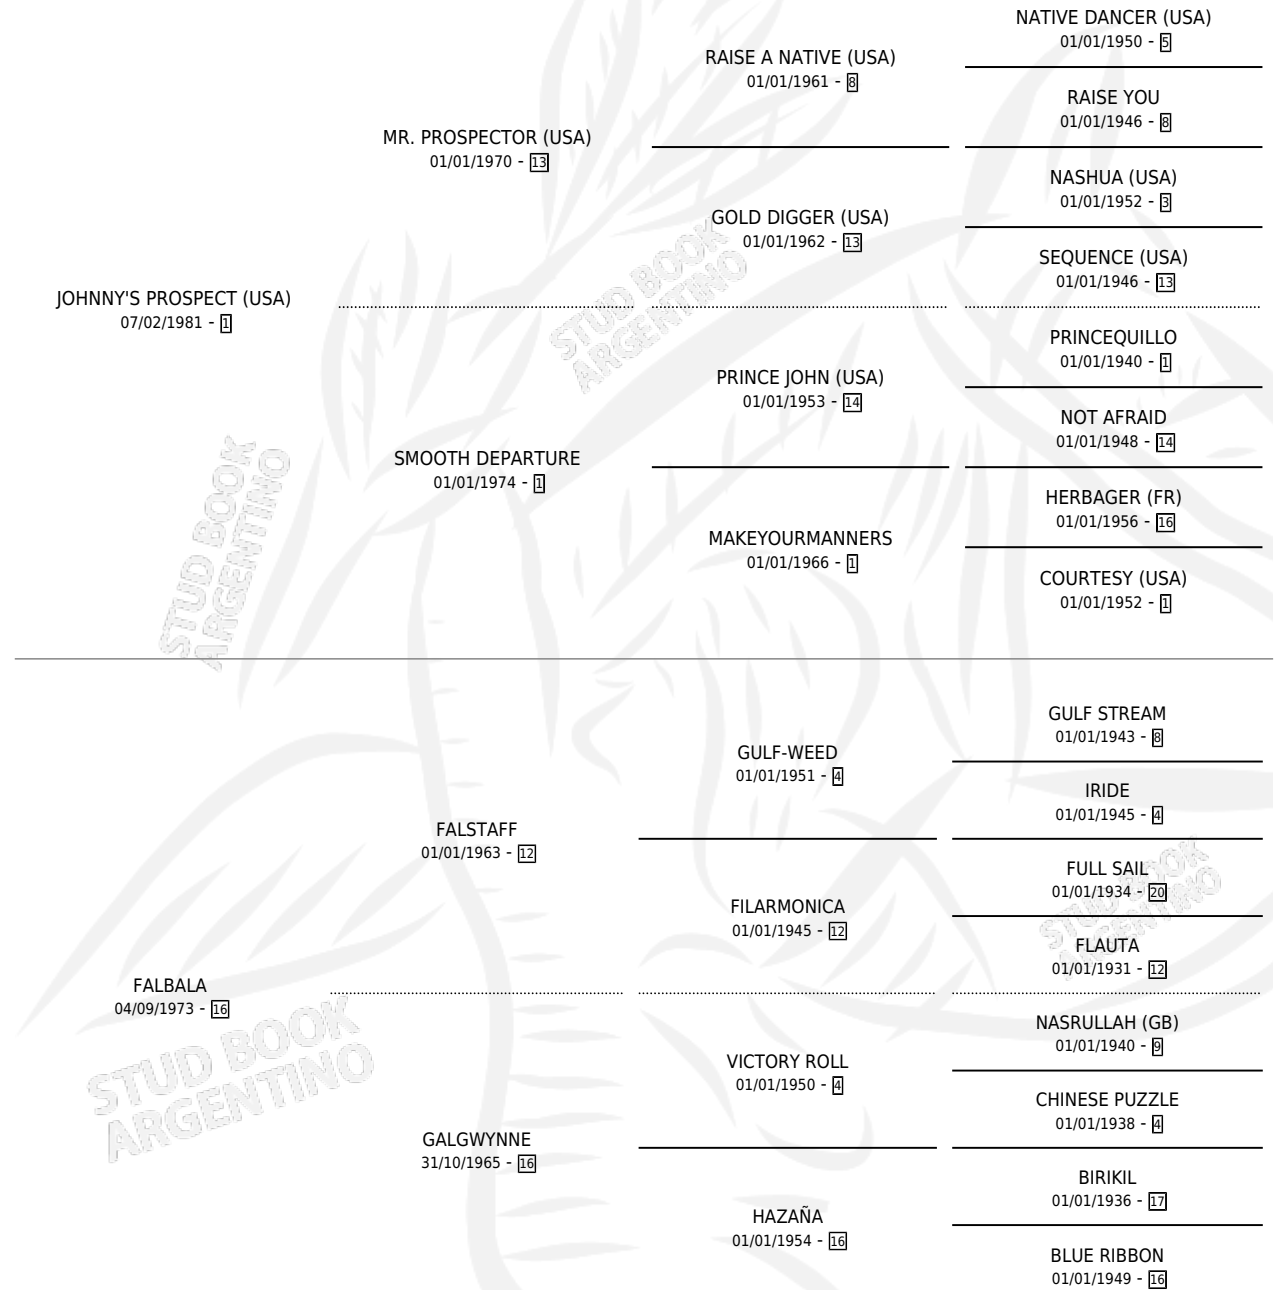 NATIVE DANCER (USA)
01/01/1950 - 5
RAISE A NATIVE (USA)
01/01/1961 - 8
RAISE YOU
01/01/1946 - 8
MR. PROSPECTOR (USA)
01/01/1970 - 13
NASHUA (USA)
01/01/1952 - 3
GOLD DIGGER (USA)
01/01/1962 - 13
SEQUENCE (USA)
01/01/1946 - 13
JOHNNY'S PROSPECT (USA)
07/02/1981 - 1
PRINCEQUILLO
01/01/1940 - 1
PRINCE JOHN (USA)
01/01/1953 - 14
NOT AFRAID
01/01/1948 - 14
SMOOTH DEPARTURE
01/01/1974 - 1
HERBAGER (FR)
01/01/1956 - 16
MAKEYOURMANNERS
01/01/1966 - 1
COURTESY (USA)
01/01/1952 - 1
GULF STREAM
01/01/1943 - 8
GULF-WEED
01/01/1951 - 4
IRIDE
01/01/1945 - 4
FALSTAFF
01/01/1963 - 12
FULL SAIL
01/01/1934 - 20
FILARMONICA
01/01/1945 - 12
FLAUTA
01/01/1931 - 12
FALBALA
04/09/1973 - 16
NASRULLAH (GB)
01/01/1940 - 9
VICTORY ROLL
01/01/1950 - 4
CHINESE PUZZLE
01/01/1938 - 4
GALGWYNNE
31/10/1965 - 16
BIRIKIL
01/01/1936 - 17
HAZAÑA
01/01/1954 - 16
BLUE RIBBON
01/01/1949 - 16
STUD BOOK
ARGENTINO
STUD BOOK
ARGENTINO
STUD BOOK
ARGENTINO
STUD BOOK
ARGENTINO